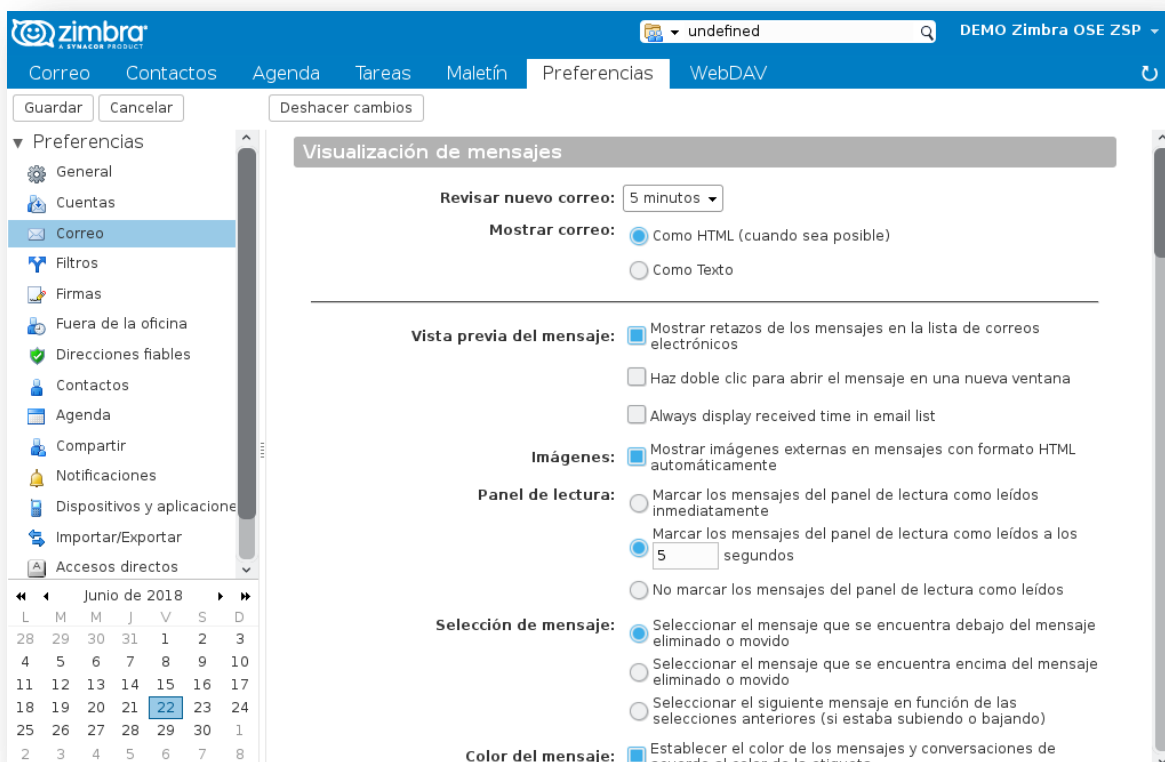 zimbra
A SYNACOR PRODUCT
undefined
DEMO Zimbra OSE ZSP
Correo Contactos Agenda Tareas Maletín Preferencias WebDAV
Guardar Cancelar Deshacer cambios
Preferencias
General
Cuentas
Correo
Filtros
Firmas
Fuera de la oficina
Direcciones fiables
Contactos
Agenda
Compartir
Notificaciones
Dispositivos y aplicacione
Importar/Exportar
Accesos directos
Junio de 2018
L M M J V S D
28 29 30 31 1 2 3
4 5 6 7 8 9 10
11 12 13 14 15 16 17
18 19 20 21 22 23 24
25 26 27 28 29 30 1
2 3 4 5 6 7 8
Visualización de mensajes
Revisar nuevo correo: 5 minutos
Mostrar correo: Como HTML (cuando sea posible)
Como Texto
Vista previa del mensaje: Mostrar retazos de los mensajes en la lista de correos
electrónicos
Haz doble clic para abrir el mensaje en una nueva ventana
Always display received time in email list
Imágenes: Mostrar imágenes externas en mensajes con formato HTML
automáticamente
Panel de lectura: Marcar los mensajes del panel de lectura como leídos
inmediatamente
Marcar los mensajes del panel de lectura como leídos a los
5 segundos
No marcar los mensajes del panel de lectura como leídos
Selección de mensaje: Seleccionar el mensaje que se encuentra debajo del mensaje
eliminado o movido
Seleccionar el mensaje que se encuentra encima del mensaje
eliminado o movido
Seleccionar el siguiente mensaje en función de las
selecciones anteriores (si estaba subiendo o bajando)
Color del mensaje: Establecer el color de los mensajes y conversaciones de
acuerdo al color de la etiqueta